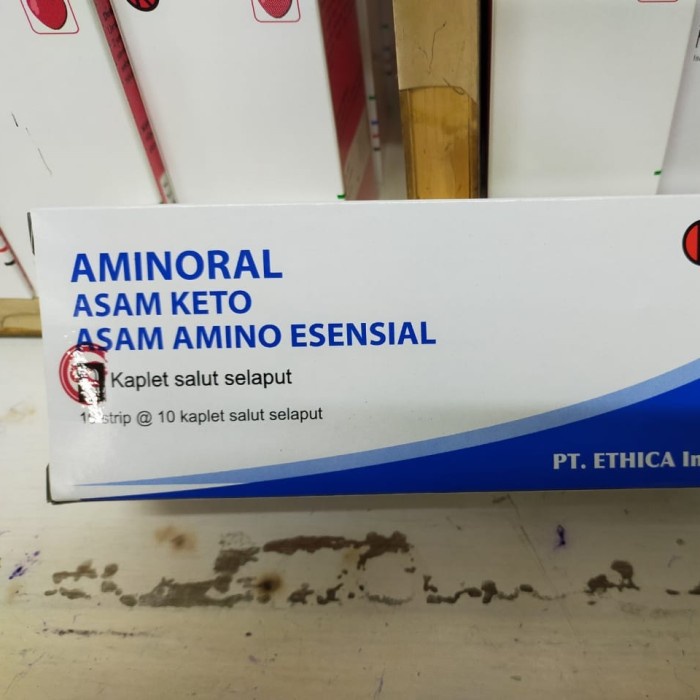 AMINORAL
ASAM KETO
ASAM AMINO ESENSIAL
Kaplet salut selaput
strip @ 10 kaplet salut selaput
PT. ETHICA